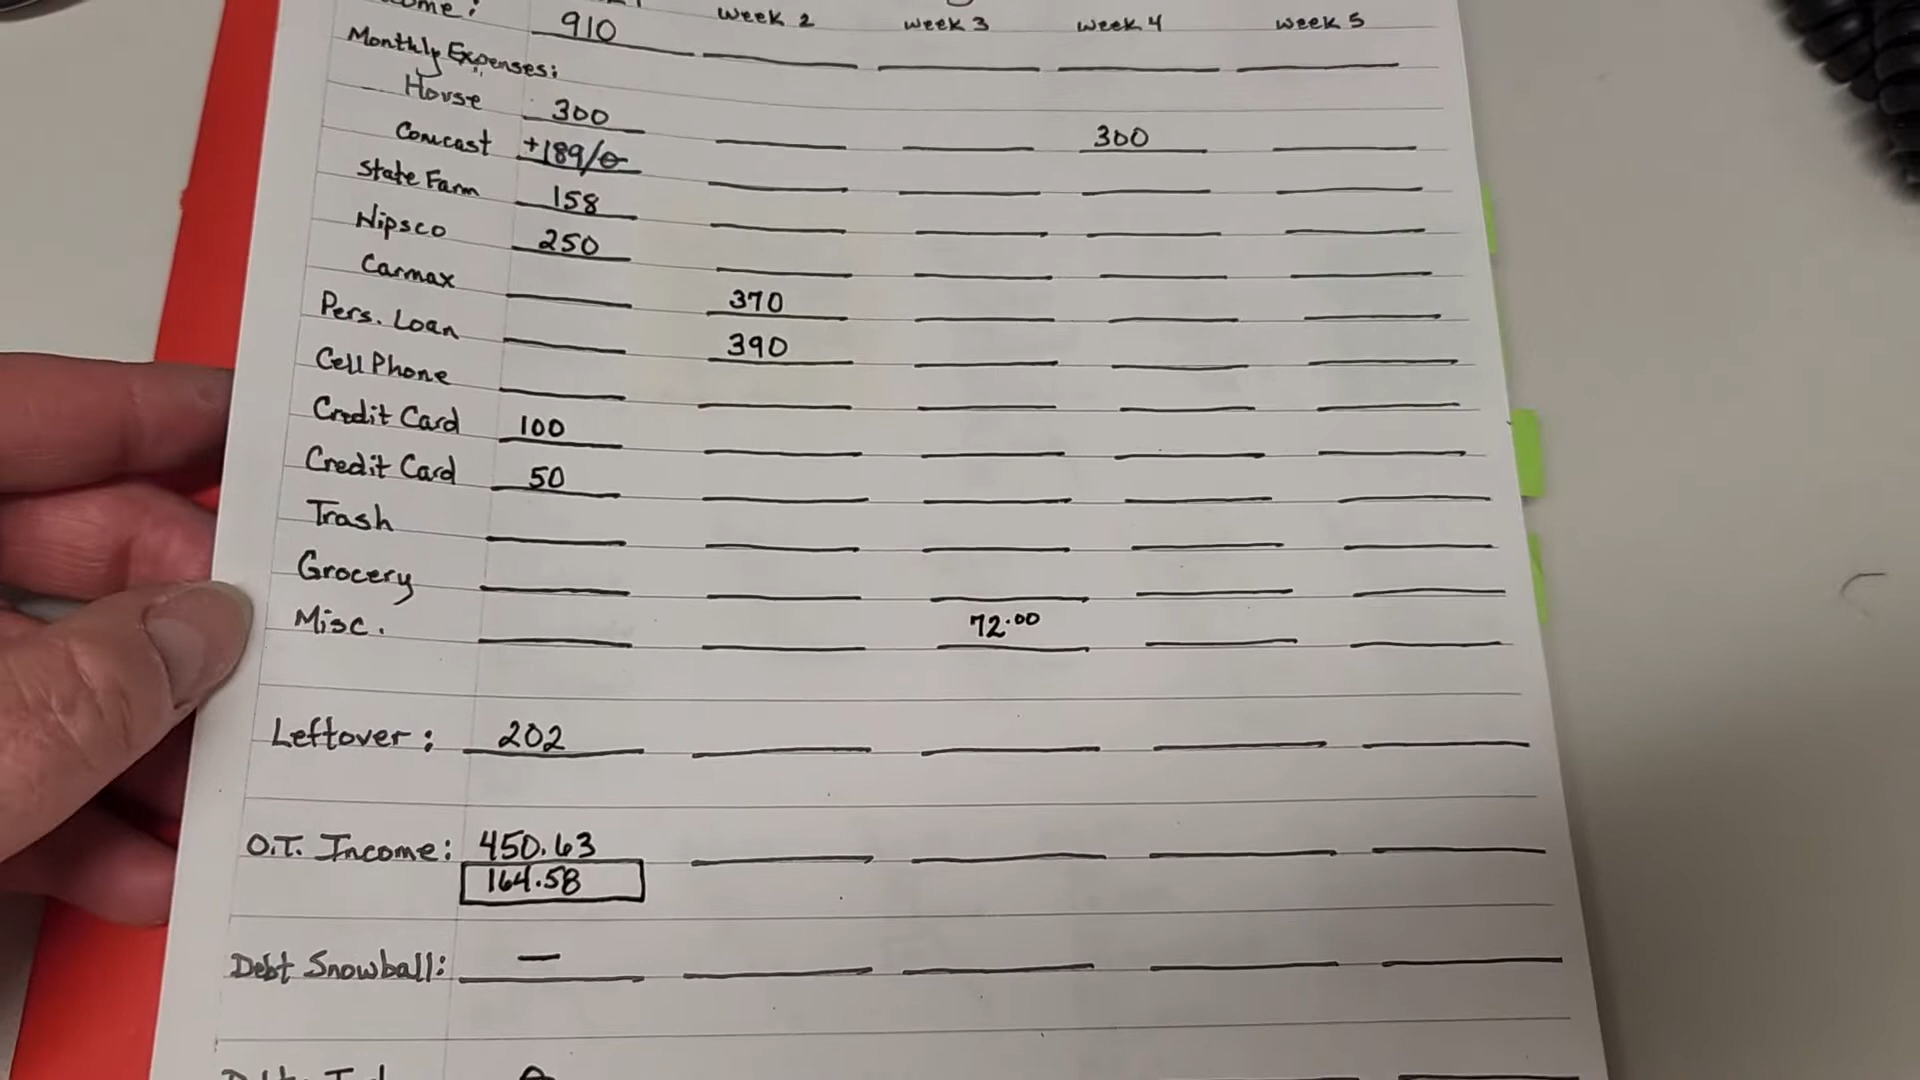 week 2 week 3 week 4 week 5
910
Monthly Expenses:
House 300 300
Comcast +189/0
State Farm 158
Nipsco 250
Carmax 370
Pers. Loan 390
Cell Phone
Credit Card 100
Credit Card 50
Trash
Grocery
Misc. 72.00
Leftover: 202
O.T. Income: 450.63
164.58
Debt Snowball: —